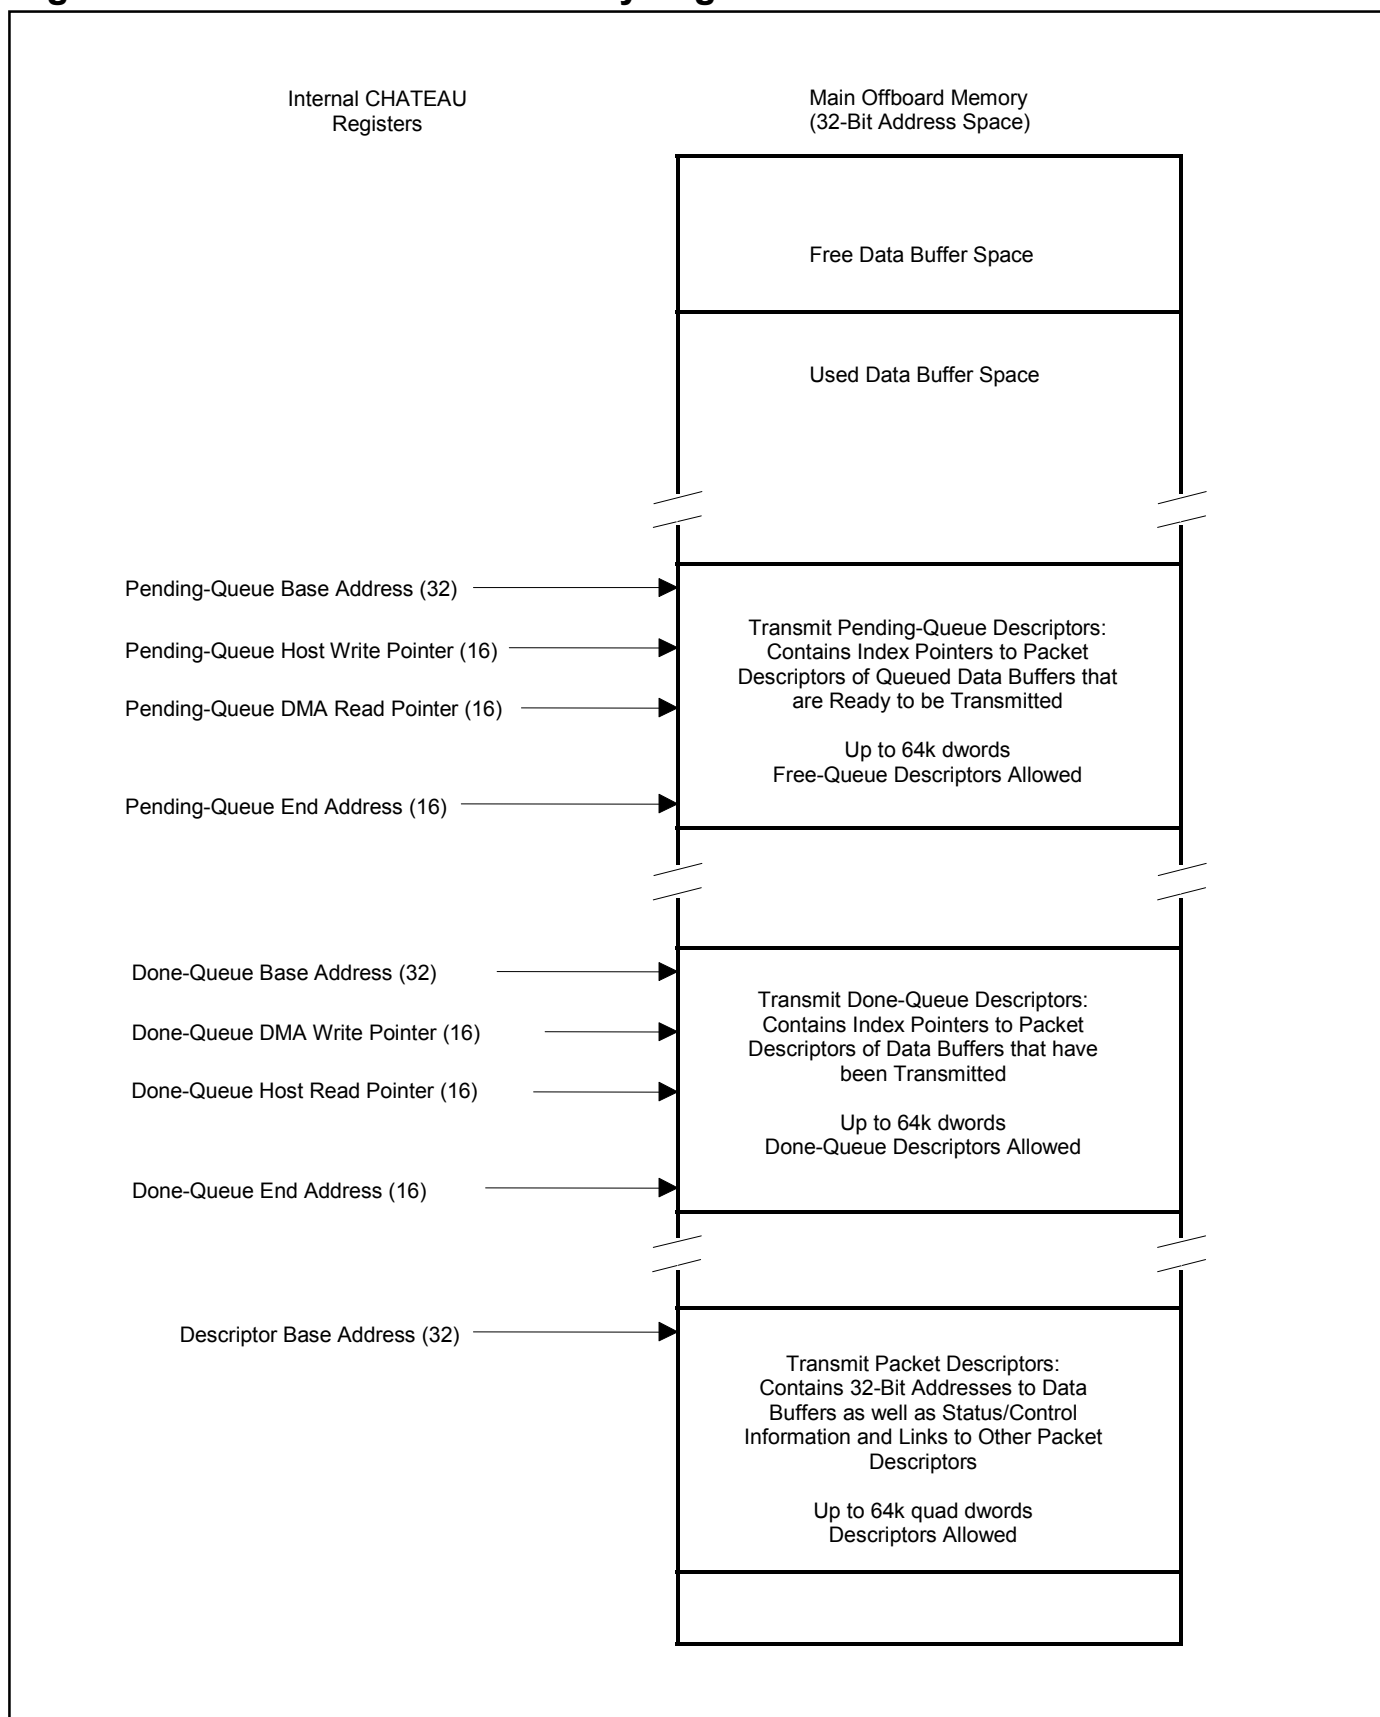 Internal CHATEAU
Registers
Main Offboard Memory
(32-Bit Address Space)
Free Data Buffer Space
Used Data Buffer Space
Pending-Queue Base Address (32)
Pending-Queue Host Write Pointer (16)
Pending-Queue DMA Read Pointer (16)
Pending-Queue End Address (16)
Transmit Pending-Queue Descriptors:
Contains Index Pointers to Packet
Descriptors of Queued Data Buffers that
are Ready to be Transmitted
Up to 64k dwords
Free-Queue Descriptors Allowed
Done-Queue Base Address (32)
Done-Queue DMA Write Pointer (16)
Done-Queue Host Read Pointer (16)
Done-Queue End Address (16)
Transmit Done-Queue Descriptors:
Contains Index Pointers to Packet
Descriptors of Data Buffers that have
been Transmitted
Up to 64k dwords
Done-Queue Descriptors Allowed
Descriptor Base Address (32)
Transmit Packet Descriptors:
Contains 32-Bit Addresses to Data
Buffers as well as Status/Control
Information and Links to Other Packet
Descriptors
Up to 64k quad dwords
Descriptors Allowed